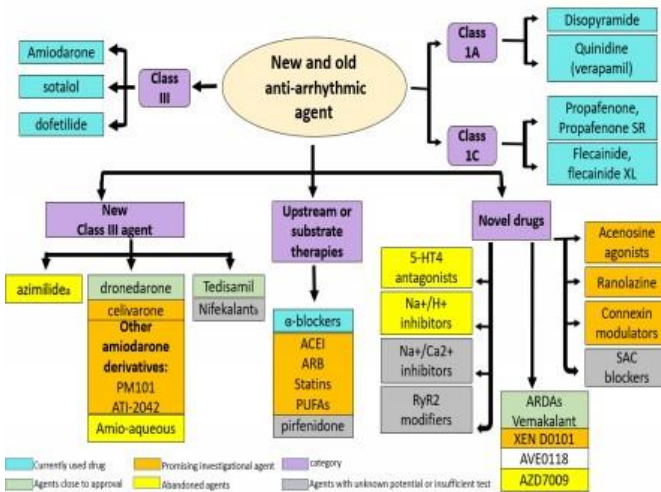 New and old
anti-arrhythmic
agent
Class
III
Amiodarone
sotalol
dofetilide
Class
1A
Disopyramide
Quinidine
(verapamil)
Class
1C
Propafenone,
Propafenone SR
Flecainide,
flecainide XL
New
Class III agent
azimilidea
dronedarone
celivarone
Other
amiodarone
derivatives:
PM101
ATI-2042
Amio-aqueous
Tedisamil
Nifekalantb
Upstream or
substrate
therapies
ɵ-blockers
ACEI
ARB
Statins
PUFAs
pirfenidone
Novel drugs
5-HT4
antagonists
Na+/H+
inhibitors
Na+/Ca2+
inhibitors
RyR2
modifiers
ARDAs
Vemakalant
XEN D0101
AVE0118
AZD7009
Acenosine
agonists
Ranolazine
Connexin
modulators
SAC
blockers
Currently used drug
Promising investigational agent
category
Agents close to approval
Abandoned agents
Agents with unknown potential or insufficient test